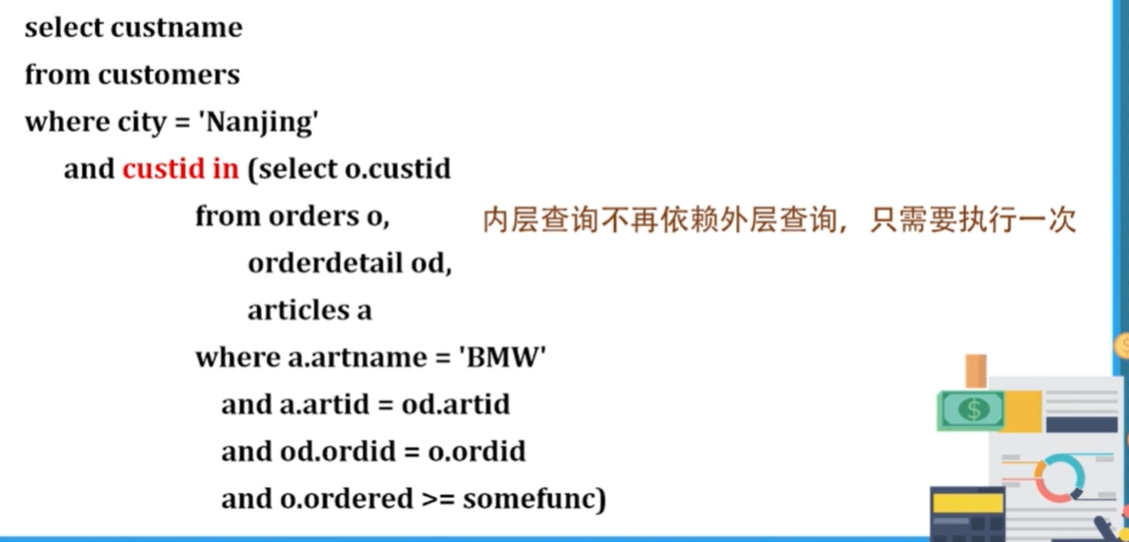 select custname
from customers
where city = 'Nanjing'
and custid in (select o.custid
from orders o,
内层查询不再依赖外层查询，只需要执行一次
orderdetail od,
articles a
where a.artname = 'BMW'
and a.artid = od.artid
and od.ordid = o.ordid
and o.ordered >= somefunc)